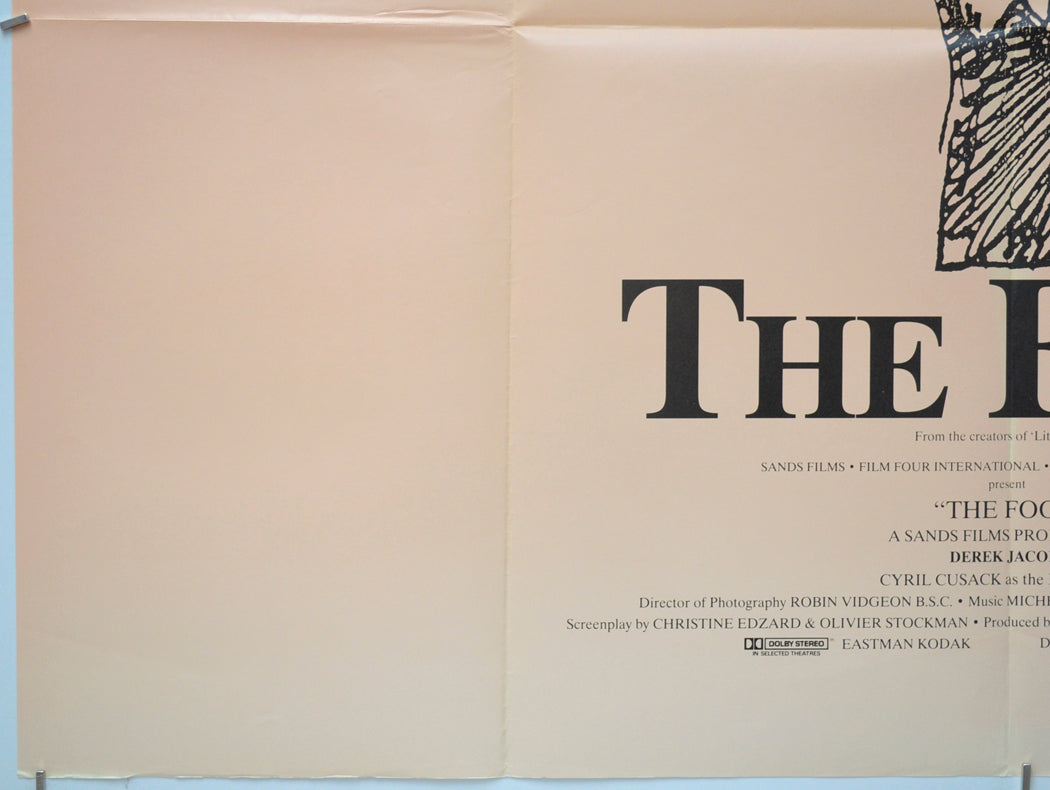 THE
From the creators of 'Lit
SANDS FILMS • FILM FOUR INTERNATIONAL •
present
"THE FOO
A SANDS FILMS PRO
DEREK JACO
CYRIL CUSACK as the
Director of Photography ROBIN VIDGEON B.S.C. • Music MICH
Screenplay by CHRISTINE EDZARD & OLIVIER STOCKMAN • Produced b
DOLBY STEREO™ EASTMAN KODAK D
IN SELECTED THEATRES